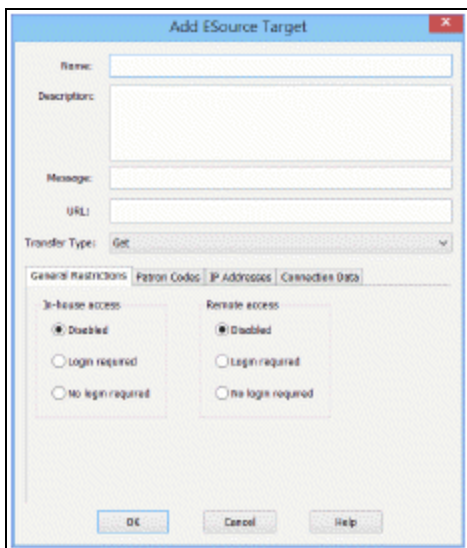 Add ESource Target
Name:
Description:
Message:
URL:
Transfer Type: Get
General Restrictions Patron Codes IP Addresses Connection Data
In-house access Remote access
Disabled Disabled
Login required Login required
No login required No login required
OK Cancel Help